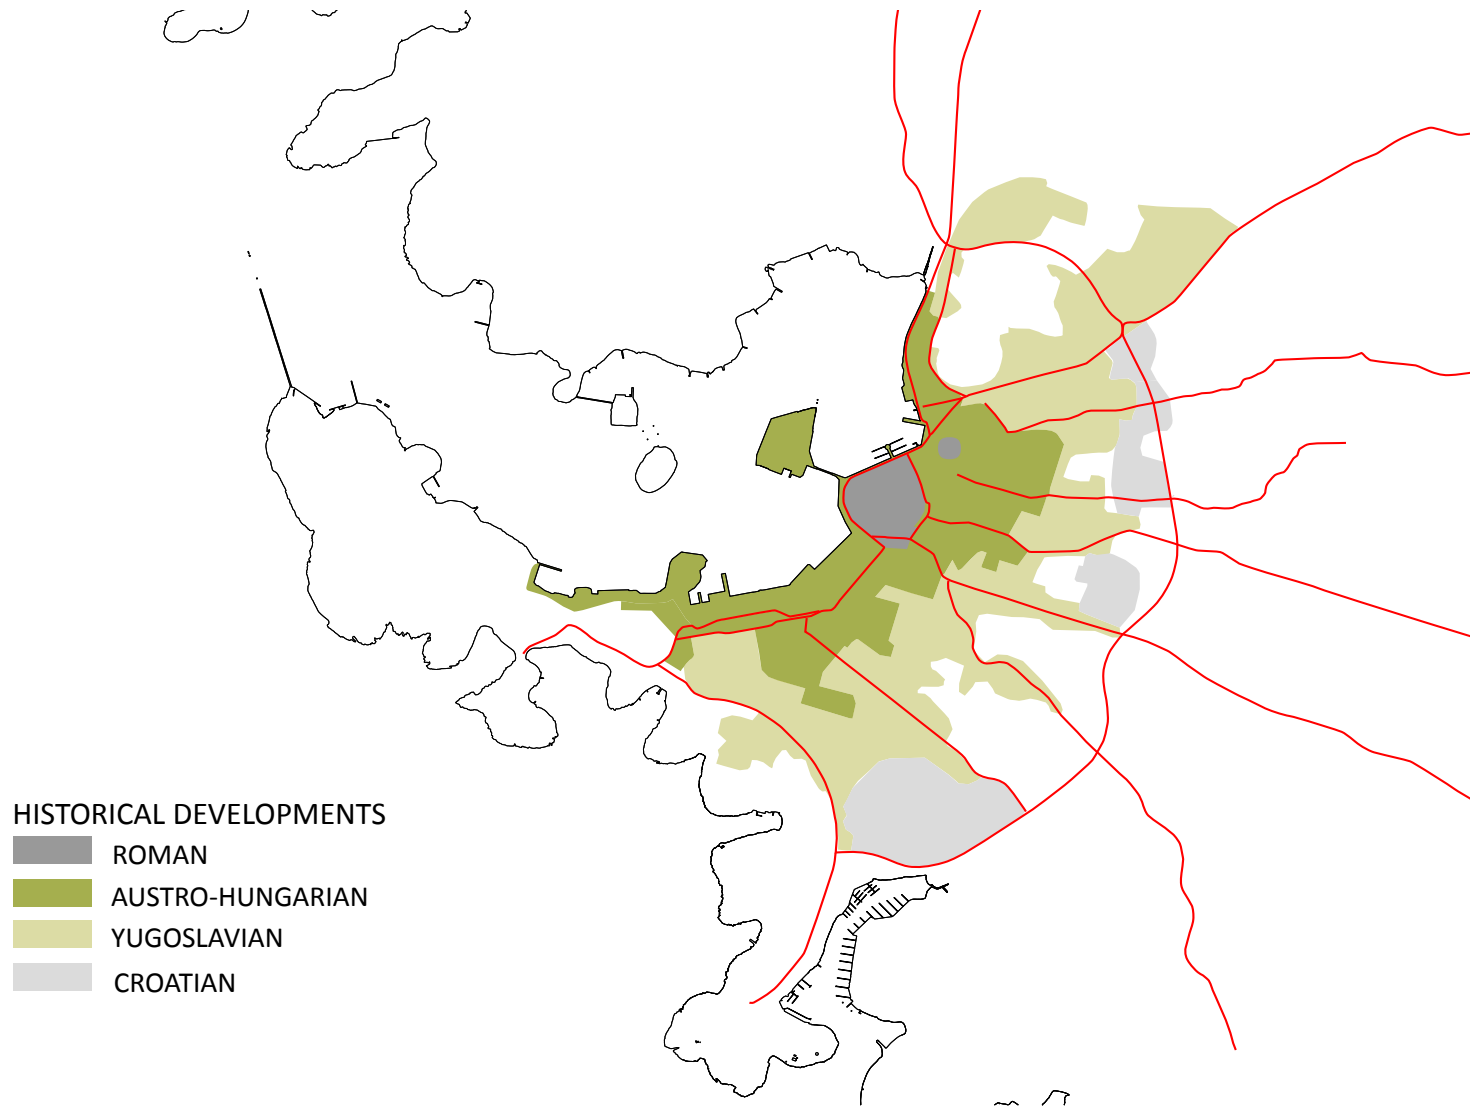 HISTORICAL DEVELOPMENTS
ROMAN
AUSTRO-HUNGARIAN
YUGOSLAVIAN
CROATIAN